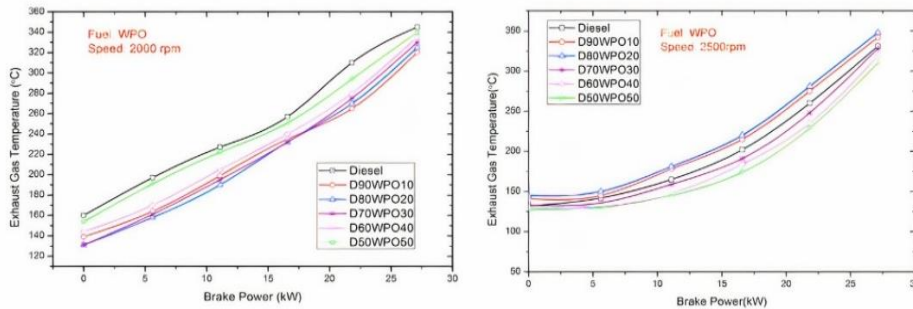 Fuel WPO
Speed 2000 rpm
Exhaust Gas Temperature (°C)
360
340
320
300
280
260
240
220
200
180
160
140
120
Diesel
D90WPO10
D80WPO20
D70WPO30
D60WPO40
D50WPO50
0
5
10
15
20
25
30
Brake Power (kW)
Fuel WPO
Speed 2500rpm
Diesel
D90WPO10
D80WPO20
D70WPO30
D60WPO40
D50WPO50
Exhaust Gas Temperature(°C)
350
300
250
200
150
100
50
0
5
10
15
20
25
30
Brake Power(kW)